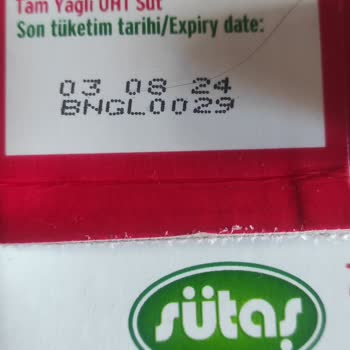 Tam Yağlı UHT Süt
Son tüketim tarihi/Expiry date:
03 08 24
BNGL0029
sütaş